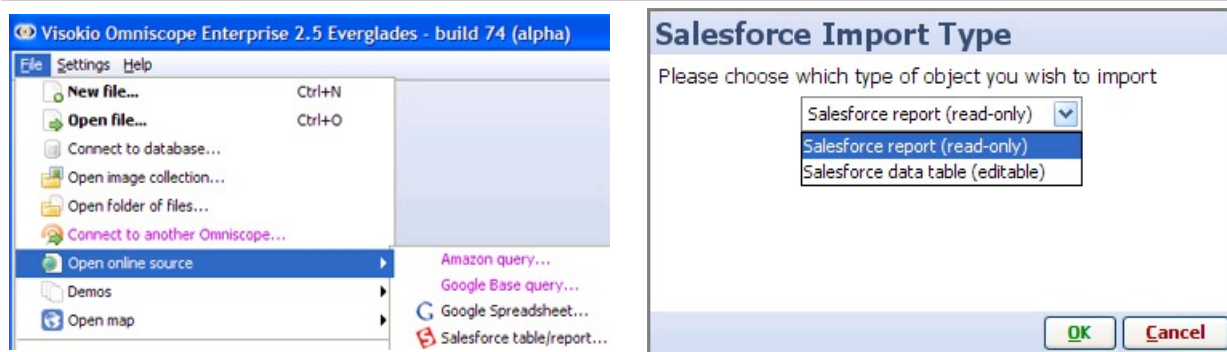 Visokio Omniscope Enterprise 2.5 Everglades - build 74 (alpha)
File Settings Help
New file... Ctrl+N
Open file... Ctrl+O
Connect to database...
Open image collection...
Open folder of files...
Connect to another Omniscope...
Open online source
Demos
Open map
Amazon query...
Google Base query...
Google Spreadsheet...
Salesforce table/report...
Salesforce Import Type
Please choose which type of object you wish to import
Salesforce report (read-only)
Salesforce report (read-only)
Salesforce data table (editable)
OK Cancel